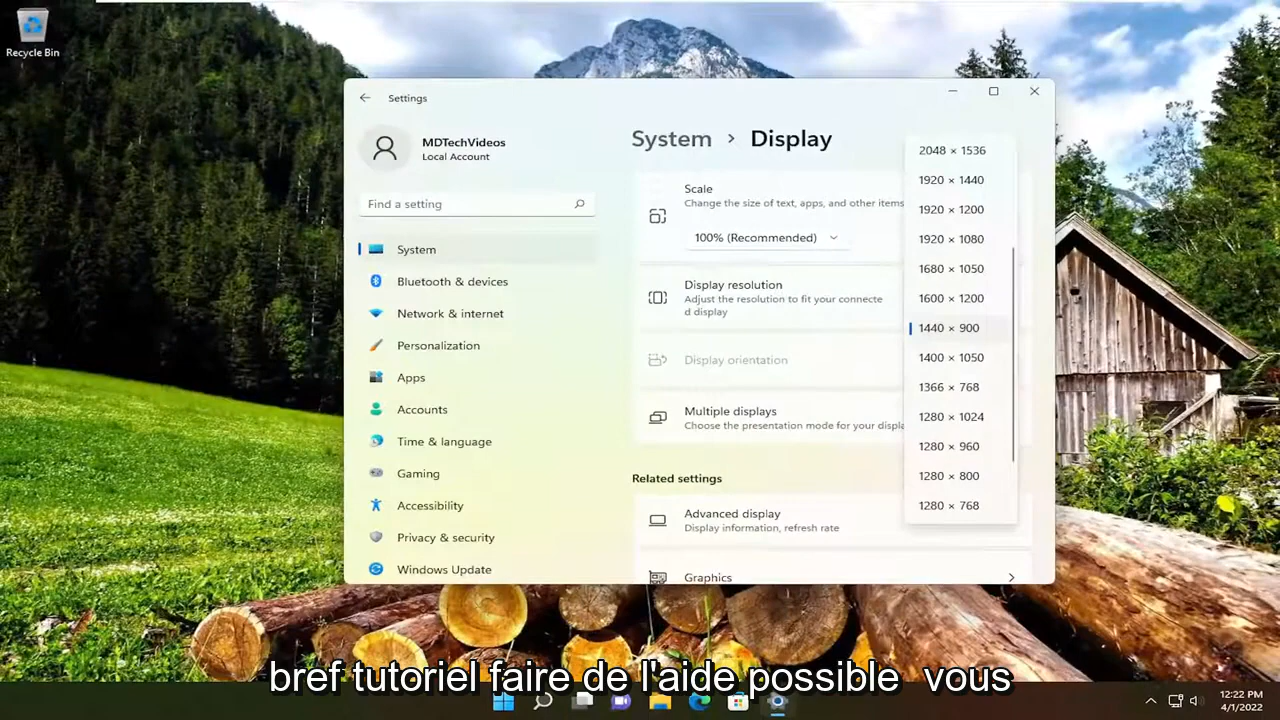 Recycle Bin
Settings
MDTechVideos
Local Account
Find a setting
System
Bluetooth & devices
Network & internet
Personalization
Apps
Accounts
Time & language
Gaming
Accessibility
Privacy & security
Windows Update
System > Display
Scale
Change the size of text, apps, and other items
100% (Recommended)
Display resolution
Adjust the resolution to fit your connecte
d display
Display orientation
Multiple displays
Choose the presentation mode for your displa
Related settings
Advanced display
Display information, refresh rate
Graphics
2048 × 1536
1920 × 1440
1920 × 1200
1920 × 1080
1680 × 1050
1600 × 1200
1440 × 900
1400 × 1050
1366 × 768
1280 × 1024
1280 × 960
1280 × 800
1280 × 768
bref tutoriel faire de l'aide possible vous
12:22 PM
4/1/2022